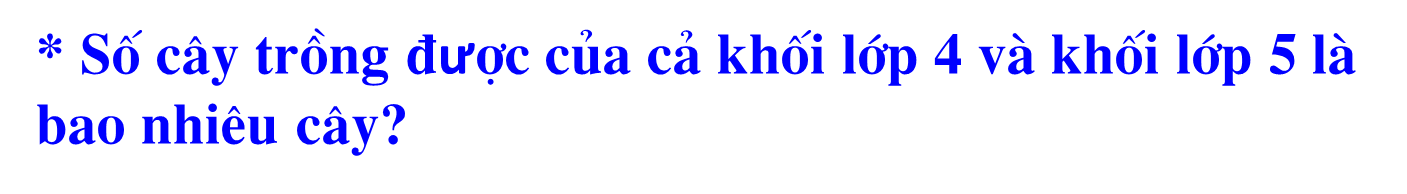 * Số cây trồng được của cả khối lớp 4 và khối lớp 5 là
bao nhiêu cây?